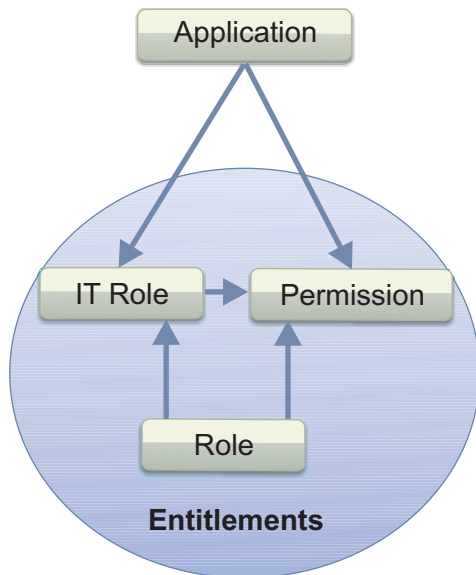 Application
IT Role
Permission
Role
Entitlements